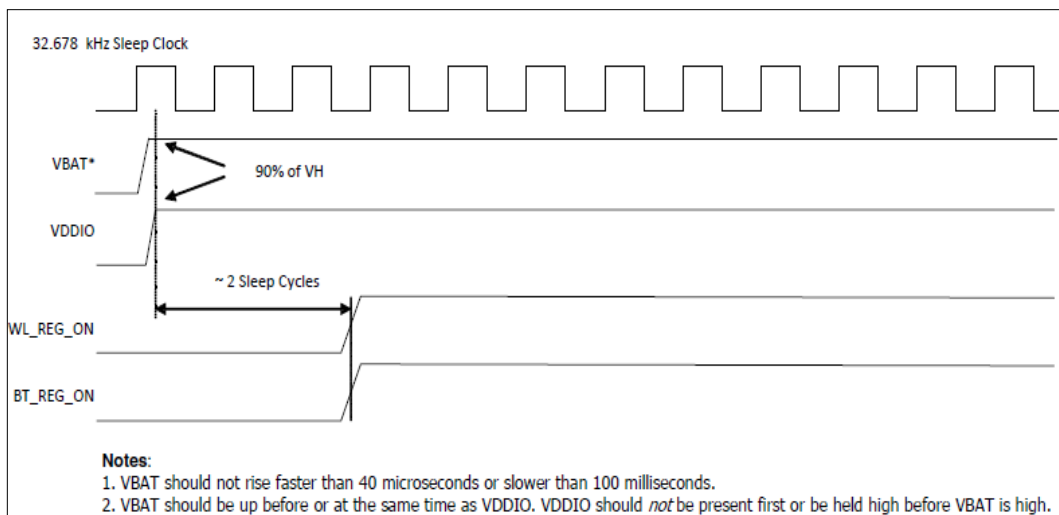 32.678 kHz Sleep Clock
VBAT*
90% of VH
VDDIO
~ 2 Sleep Cycles
WL_REG_ON
BT_REG_ON
Notes:
1. VBAT should not rise faster than 40 microseconds or slower than 100 milliseconds.
2. VBAT should be up before or at the same time as VDDIO. VDDIO should not be present first or be held high before VBAT is high.